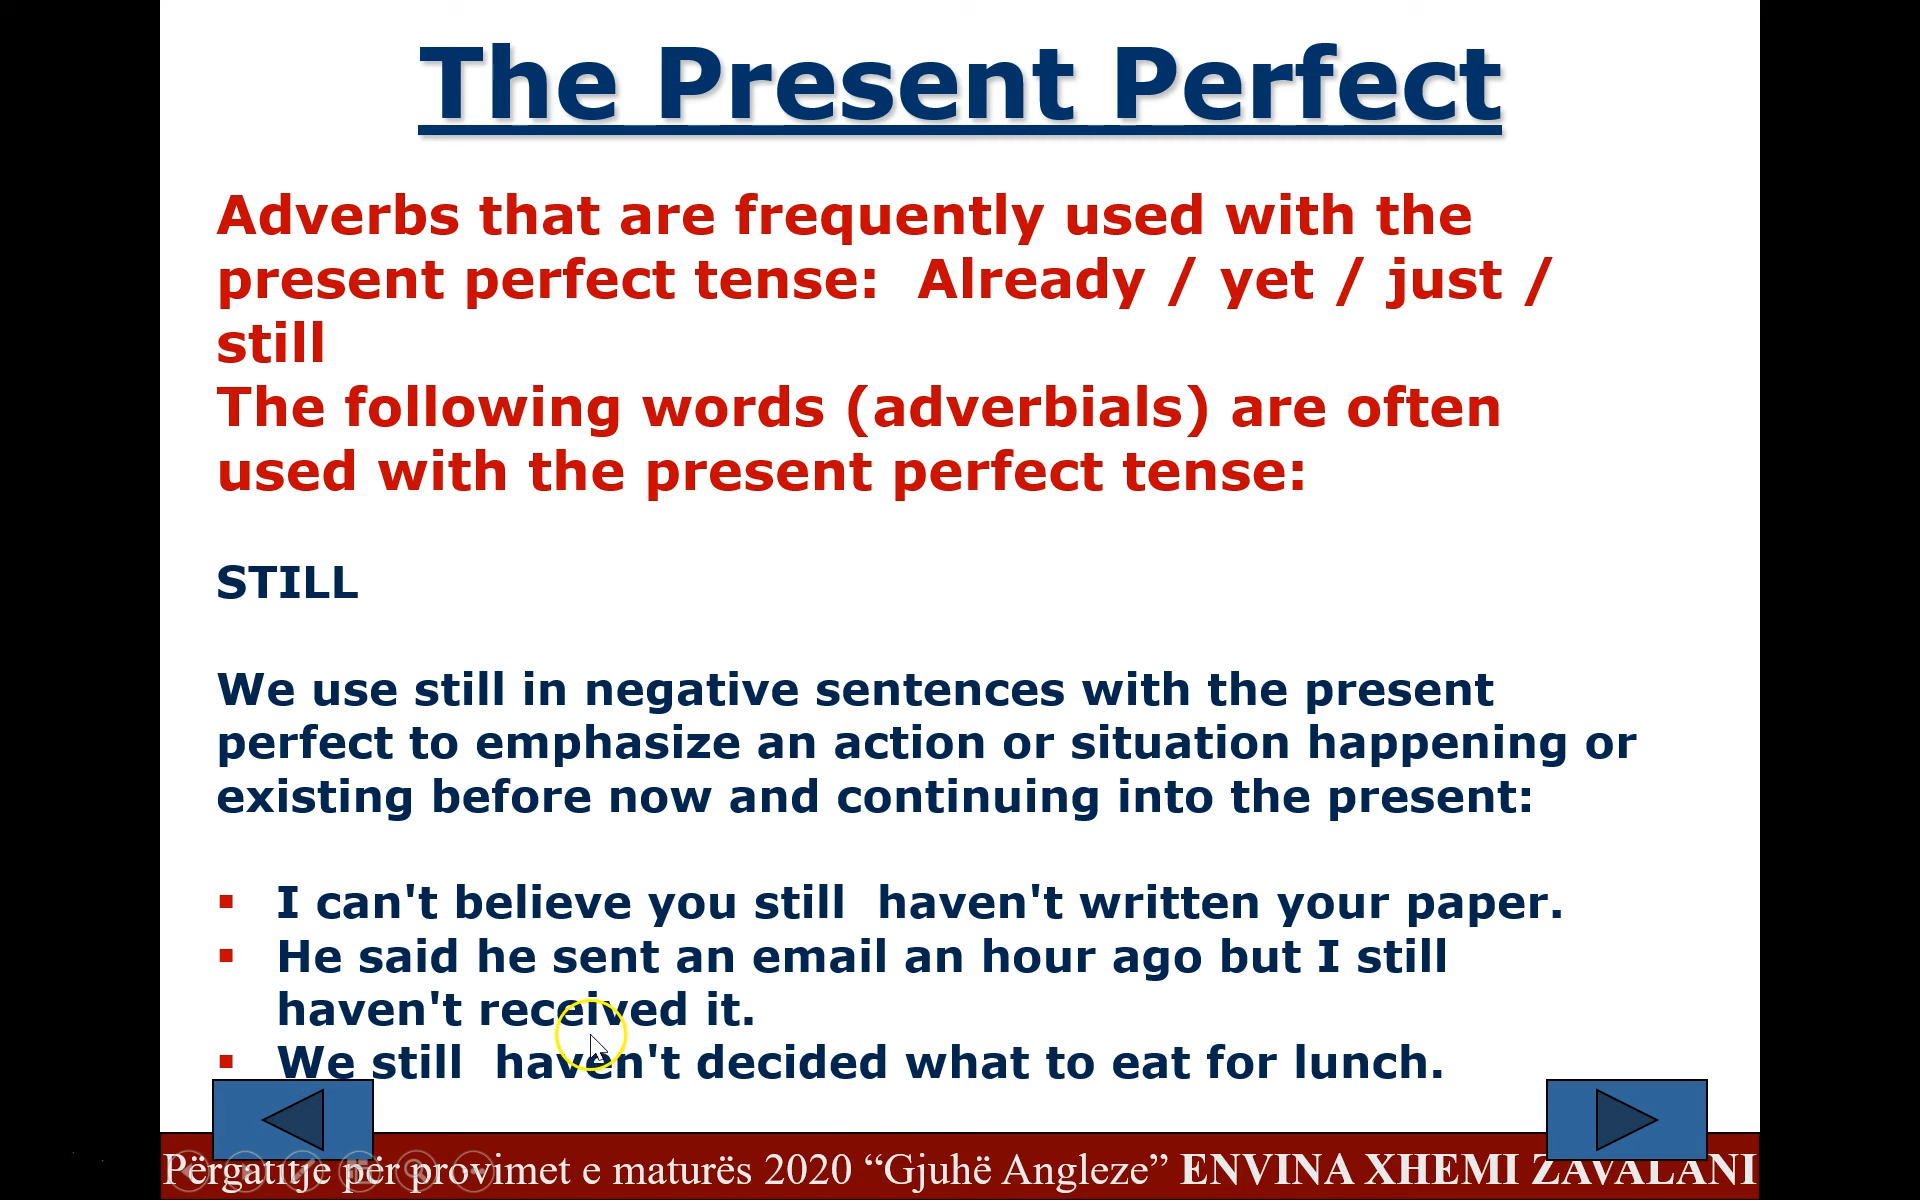 The Present Perfect
Adverbs that are frequently used with the
present perfect tense:  Already / yet / just /
still
The following words (adverbials) are often
used with the present perfect tense:
STILL
We use still in negative sentences with the present
perfect to emphasize an action or situation happening or
existing before now and continuing into the present:
▪ I can't believe you still  haven't written your paper.
▪ He said he sent an email an hour ago but I still
haven't received it.
▪ We still  haven't decided what to eat for lunch.
Përgatitje për provimet e maturës 2020 “Gjuhë Angleze” ENVINA XHEMI ZAVALANI